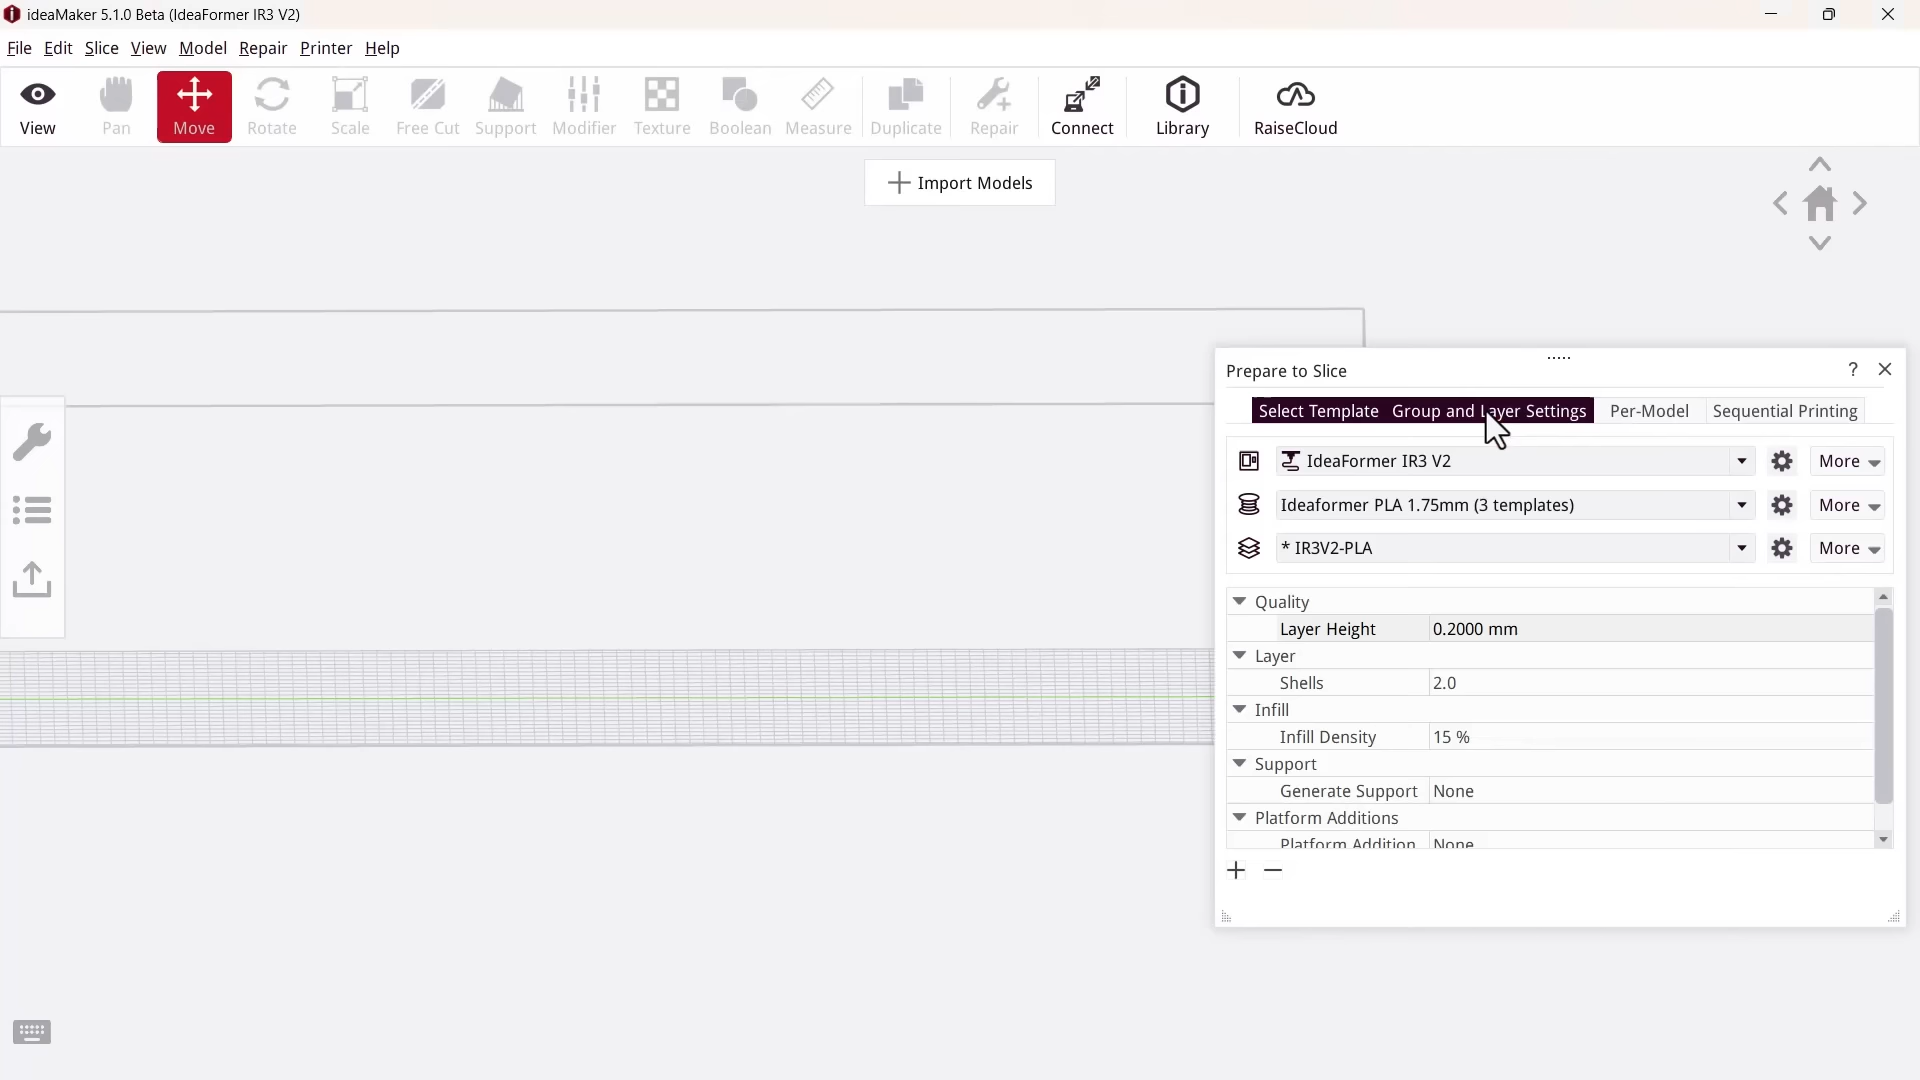 ideaMaker 5.1.0 Beta (IdeaFormer IR3 V2)
File Edit Slice View Model Repair Printer Help
View Pan Move Rotate Scale Free Cut Support Modifier Texture Boolean Measure Duplicate Repair Connect Library RaiseCloud
Import Models
Prepare to Slice ?
Select Template Group and Layer Settings Per-Model Sequential Printing
IdeaFormer IR3 V2 More
Ideaformer PLA 1.75mm (3 templates) More
* IR3V2-PLA More
Quality
Layer Height 0.2000 mm
Layer
Shells 2.0
Infill
Infill Density 15 %
Support
Generate Support None
Platform Additions
Platform Addition None